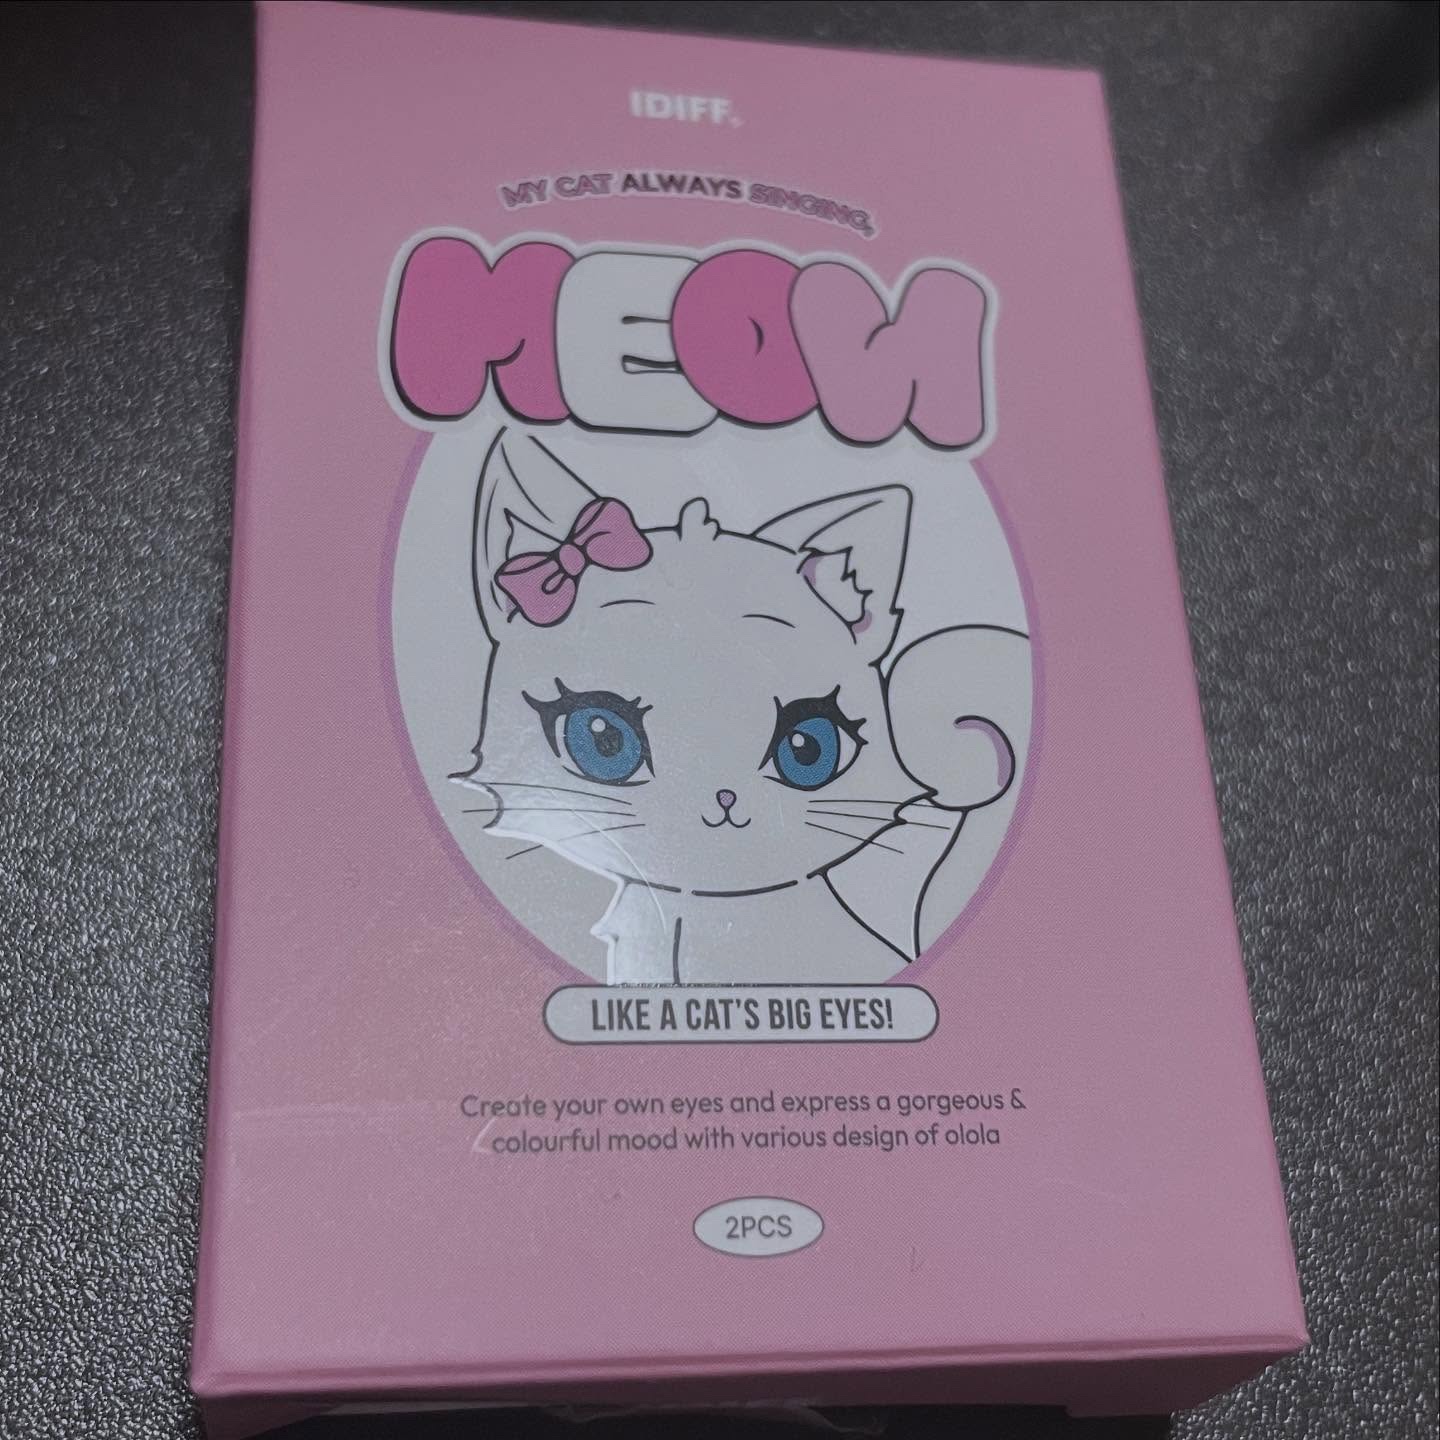 IDIFF.
MY CAT ALWAYS SINGING,
MEOW
LIKE A CAT'S BIG EYES!
Create your own eyes and express a gorgeous &
colourful mood with various design of olola
2PCS